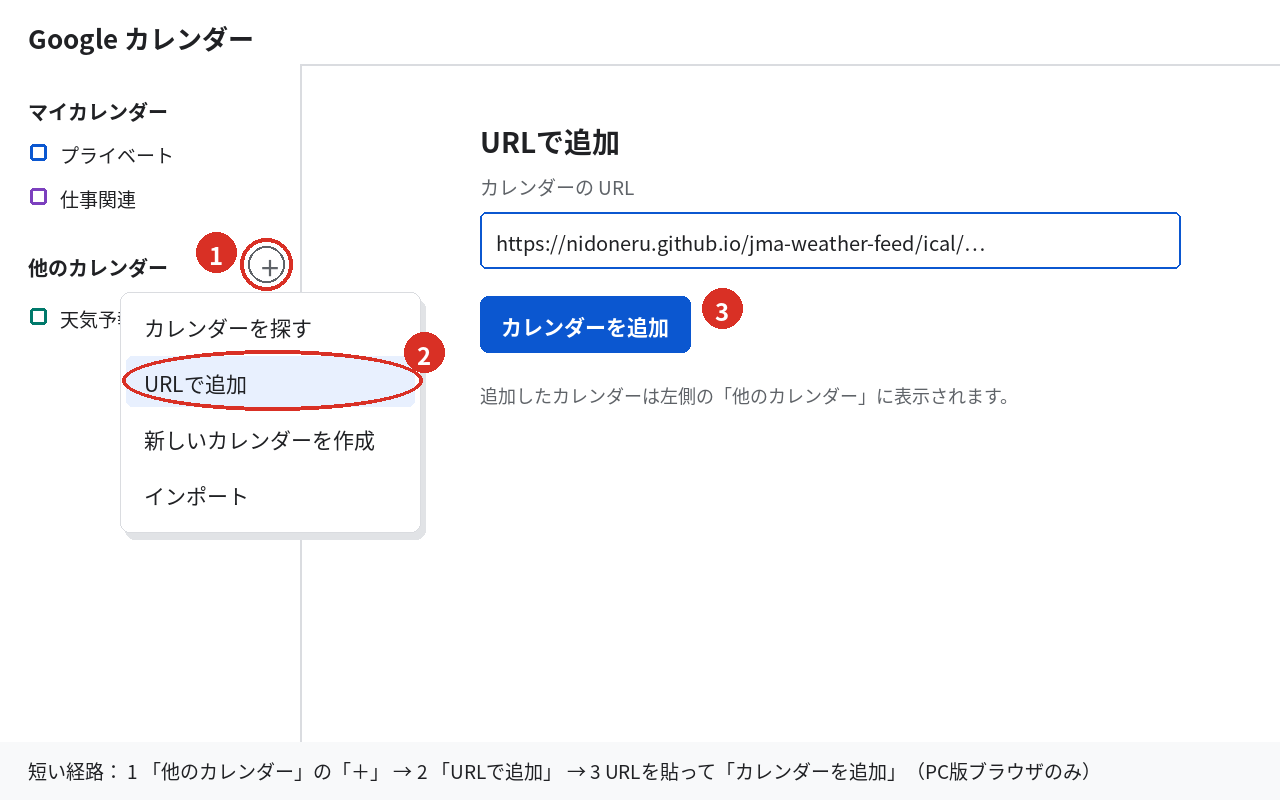 Google カレンダー
マイカレンダー
プライベート
仕事関連
他のカレンダー
1
+
天気予
カレンダーを探す
2
URLで追加
新しいカレンダーを作成
インポート
URLで追加
カレンダーの URL
https://nidoneru.github.io/jma-weather-feed/ical/…
カレンダーを追加
3
追加したカレンダーは左側の「他のカレンダー」に表示されます。
短い経路： 1 「他のカレンダー」の「＋」 → 2 「URLで追加」 → 3 URLを貼って「カレンダーを追加」（PC版ブラウザのみ）